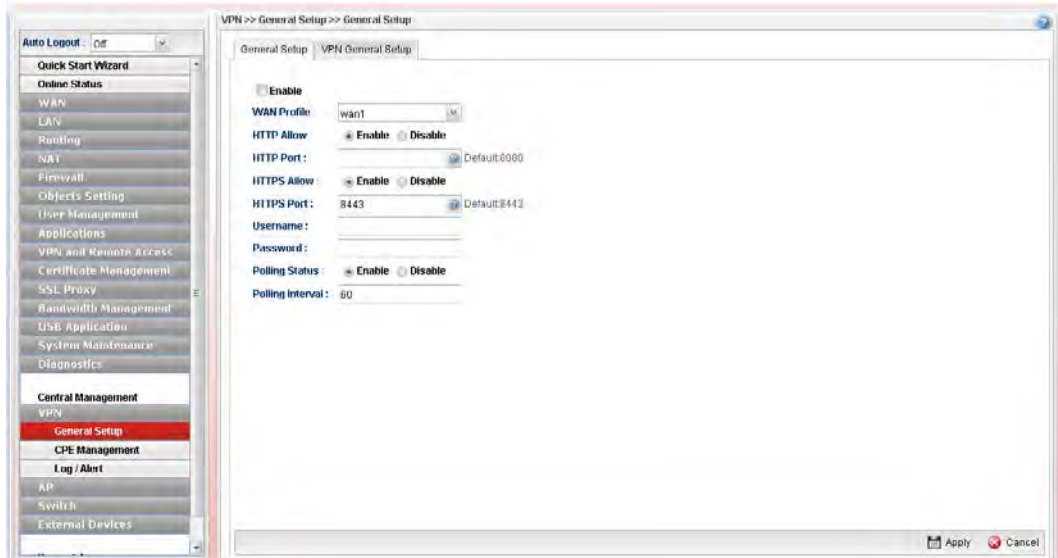 VPN >> General Setup >> General Setup
Auto Logout : Off
Quick Start Wizard
Online Status
WAN
LAN
Routing
NAT
Firewall
Objects Setting
User Management
Applications
VPN and Remote Access
Certificate Management
SSL Proxy
Bandwidth Management
USB Application
System Maintenance
Diagnostics
Central Management
VPN
General Setup
CPE Management
Log / Alert
AP
Switch
External Devices
General Setup VPN General Setup
Enable
WAN Profile wan1
HTTP Allow Enable Disable
HTTP Port : Default:8080
HTTPS Allow : Enable Disable
HTTPS Port : 8443 Default:8443
Username :
Password :
Polling Status : Enable Disable
Polling Interval : 60
Apply Cancel